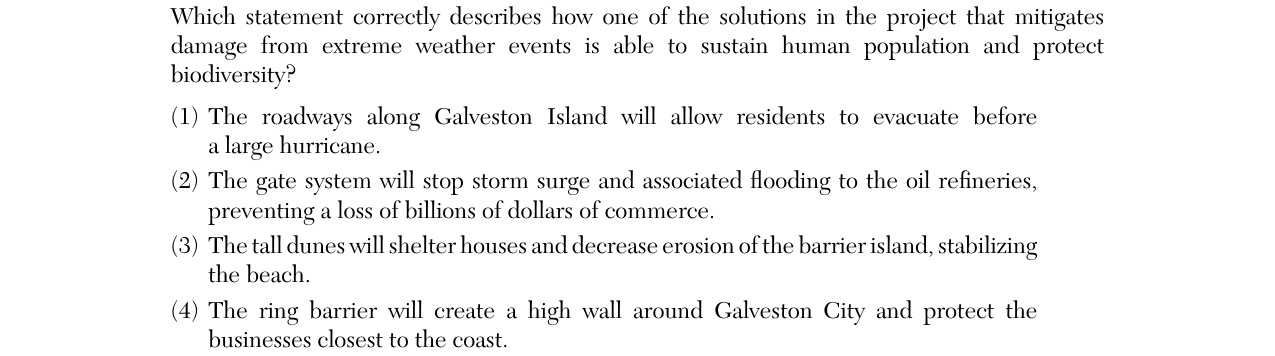 Which statement correctly describes how one of the solutions in the project that mitigates
damage from extreme weather events is able to sustain human population and protect
biodiversity?
(1) The roadways along Galveston Island will allow residents to evacuate before
a large hurricane.
(2) The gate system will stop storm surge and associated flooding to the oil refineries,
preventing a loss of billions of dollars of commerce.
(3) The tall dunes will shelter houses and decrease erosion of the barrier island, stabilizing
the beach.
(4) The ring barrier will create a high wall around Galveston City and protect the
businesses closest to the coast.